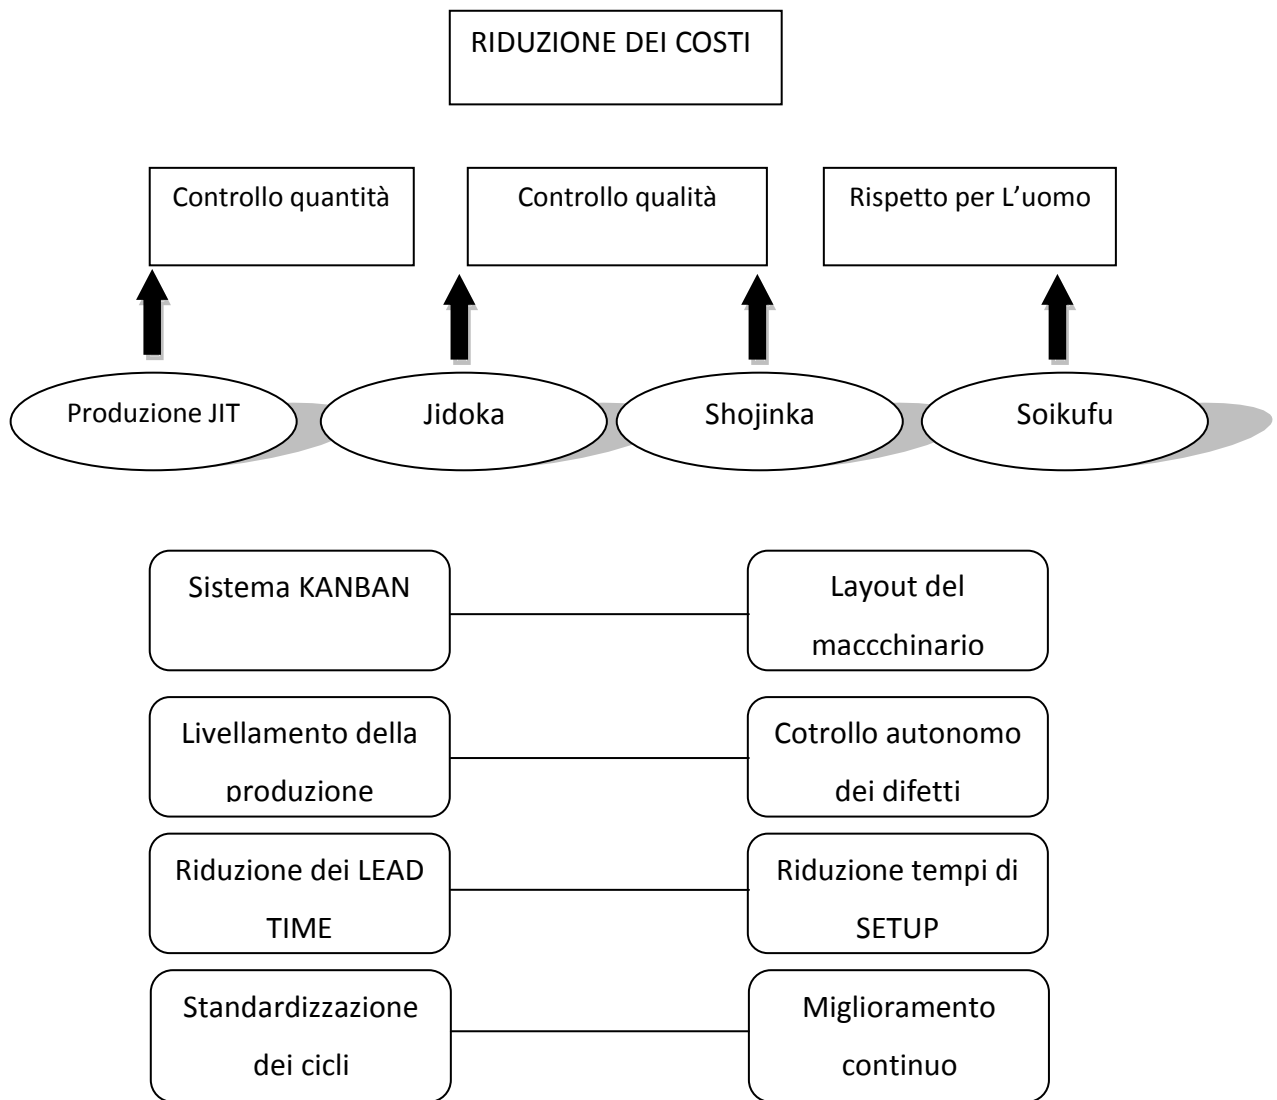 RIDUZIONE DEI COSTI
Controllo quantità
Controllo qualità
Rispetto per L’uomo
Produzione JIT
Jidoka
Shojinka
Soikufu
Sistema KANBAN
Layout del
maccchinario
Livellamento della
produzione
Cotrollo autonomo
dei difetti
Riduzione dei LEAD
TIME
Riduzione tempi di
SETUP
Standardizzazione
dei cicli
Miglioramento
continuo